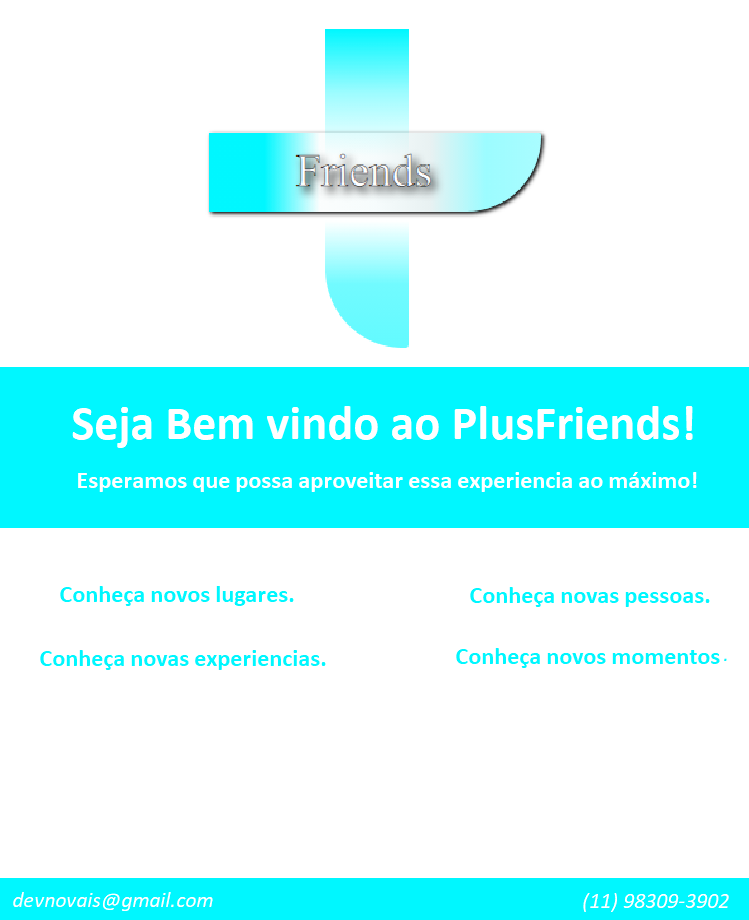 Friends
Seja Bem vindo ao PlusFriends!
Esperamos que possa aproveitar essa experiencia ao máximo!
Conheça novos lugares.
Conheça novas pessoas.
Conheça novas experiencias.
Conheça novos momentos.
devnovais@gmail.com
(11) 98309-3902